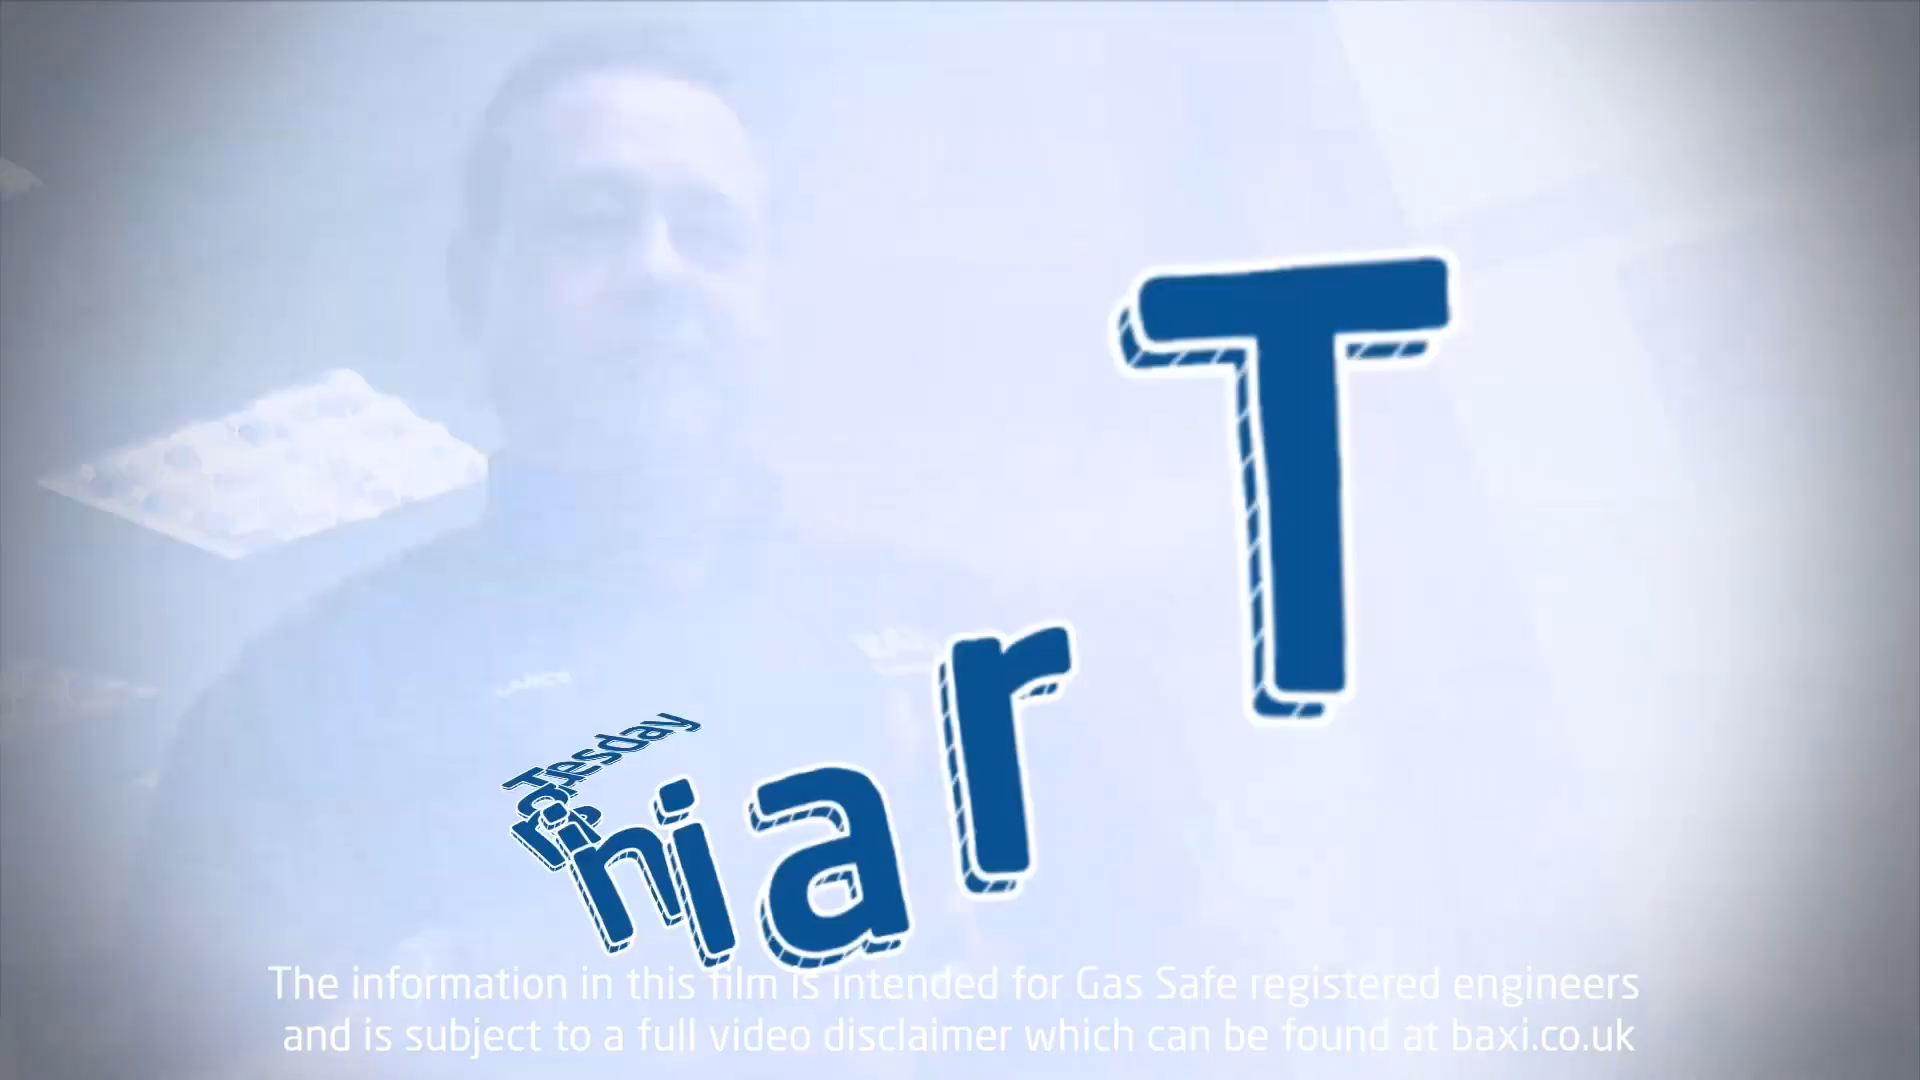 Training
Tuesday
The information in this film is intended for Gas Safe registered engineers
and is subject to a full video disclaimer which can be found at baxi.co.uk